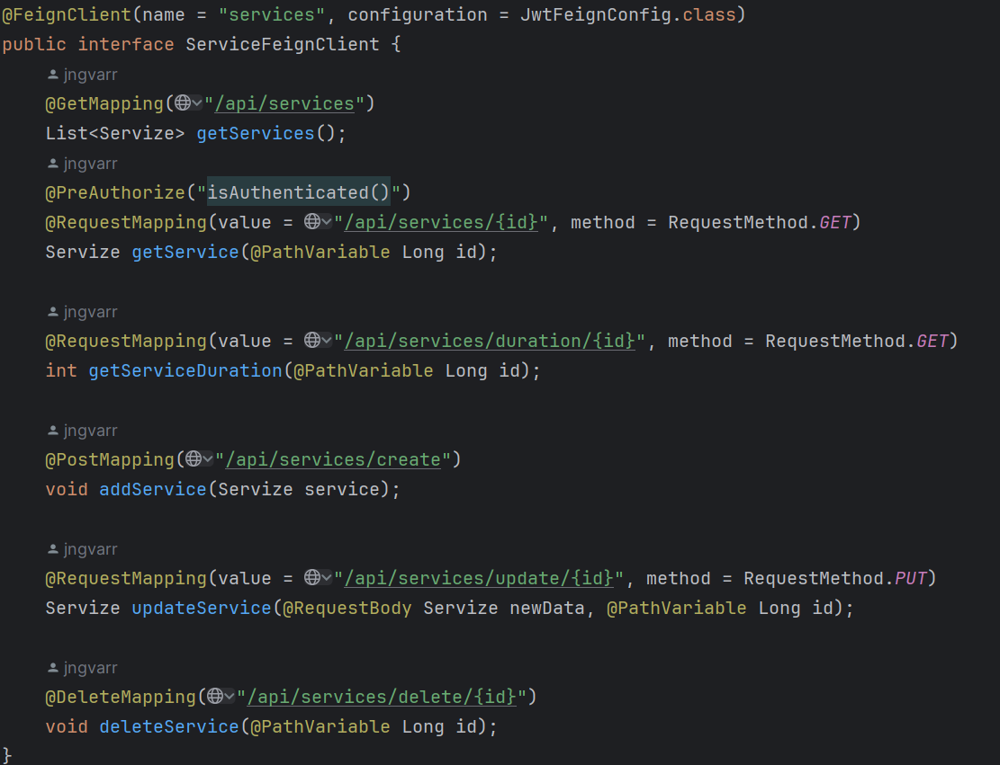 @FeignClient(name = "services", configuration = JwtFeignConfig.class)
public interface ServiceFeignClient {
jngvarr
@GetMapping("/api/services")
List<Servize> getServices();
jngvarr
@PreAuthorize("isAuthenticated()")
@RequestMapping(value = "/api/services/{id}", method = RequestMethod.GET)
Servize getService(@PathVariable Long id);
jngvarr
@RequestMapping(value = "/api/services/duration/{id}", method = RequestMethod.GET)
int getServiceDuration(@PathVariable Long id);
jngvarr
@PostMapping("/api/services/create")
void addService(Servize service);
jngvarr
@RequestMapping(value = "/api/services/update/{id}", method = RequestMethod.PUT)
Servize updateService(@RequestBody Servize newData, @PathVariable Long id);
jngvarr
@DeleteMapping("/api/services/delete/{id}")
void deleteService(@PathVariable Long id);
}